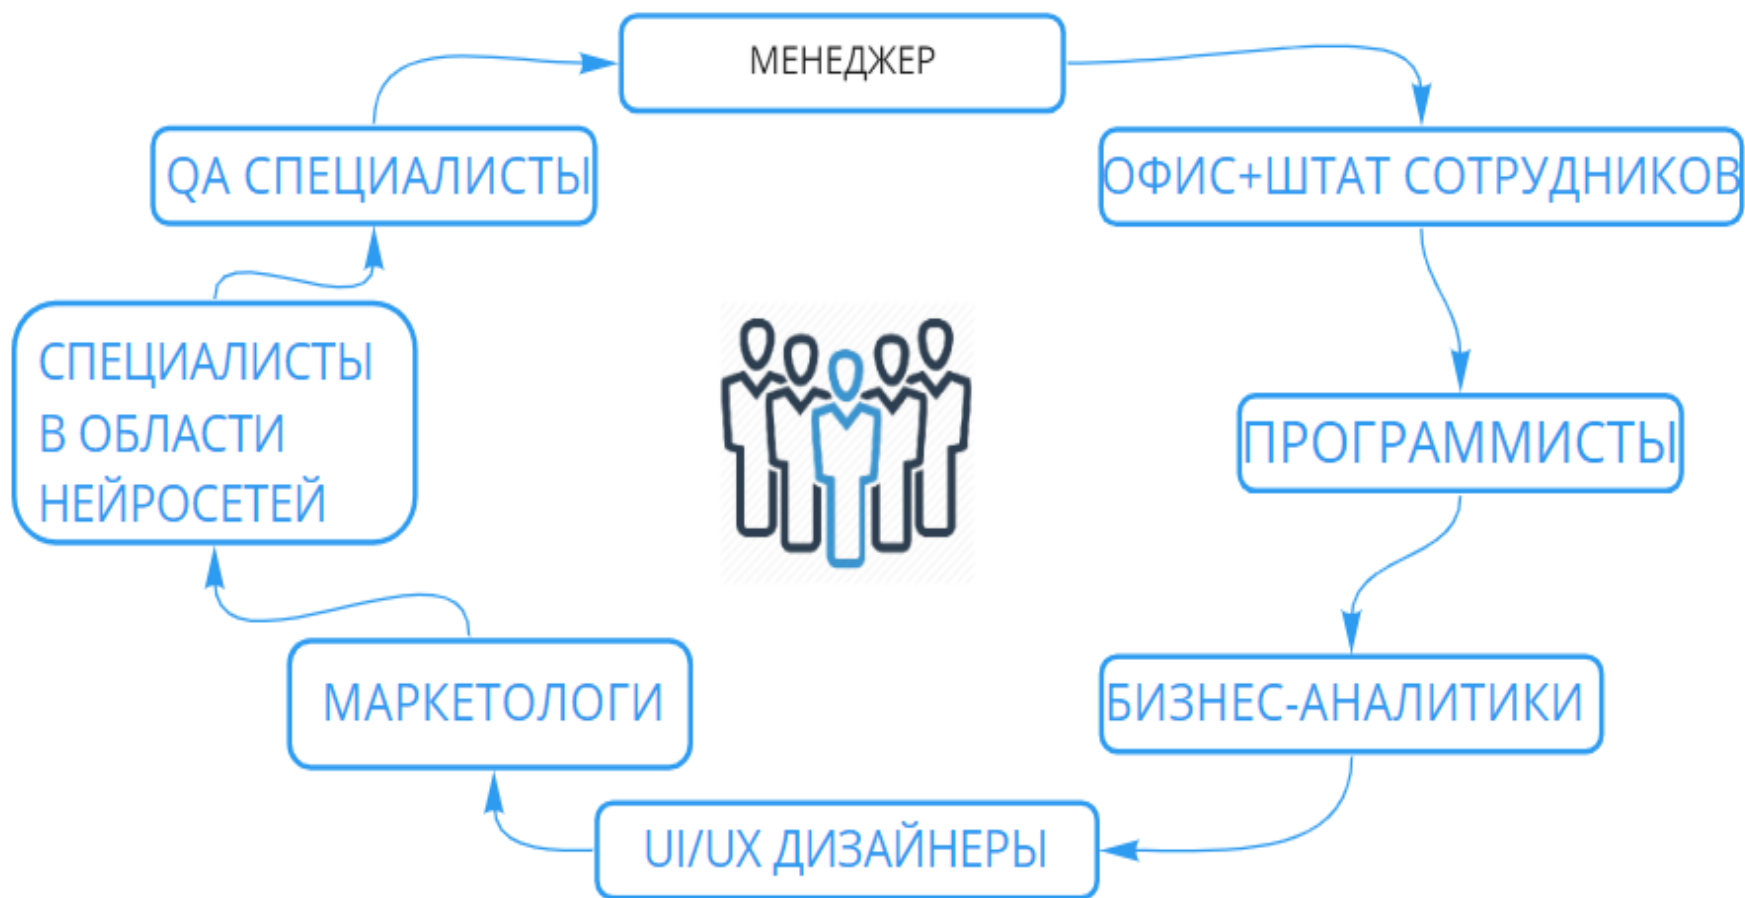 МЕНЕДЖЕР
ОФИС+ШТАТ СОТРУДНИКОВ
ПРОГРАММИСТЫ
БИЗНЕС-АНАЛИТИКИ
UI/UX ДИЗАЙНЕРЫ
МАРКЕТОЛОГИ
СПЕЦИАЛИСТЫ
В ОБЛАСТИ
НЕЙРОСЕТЕЙ
QA СПЕЦИАЛИСТЫ